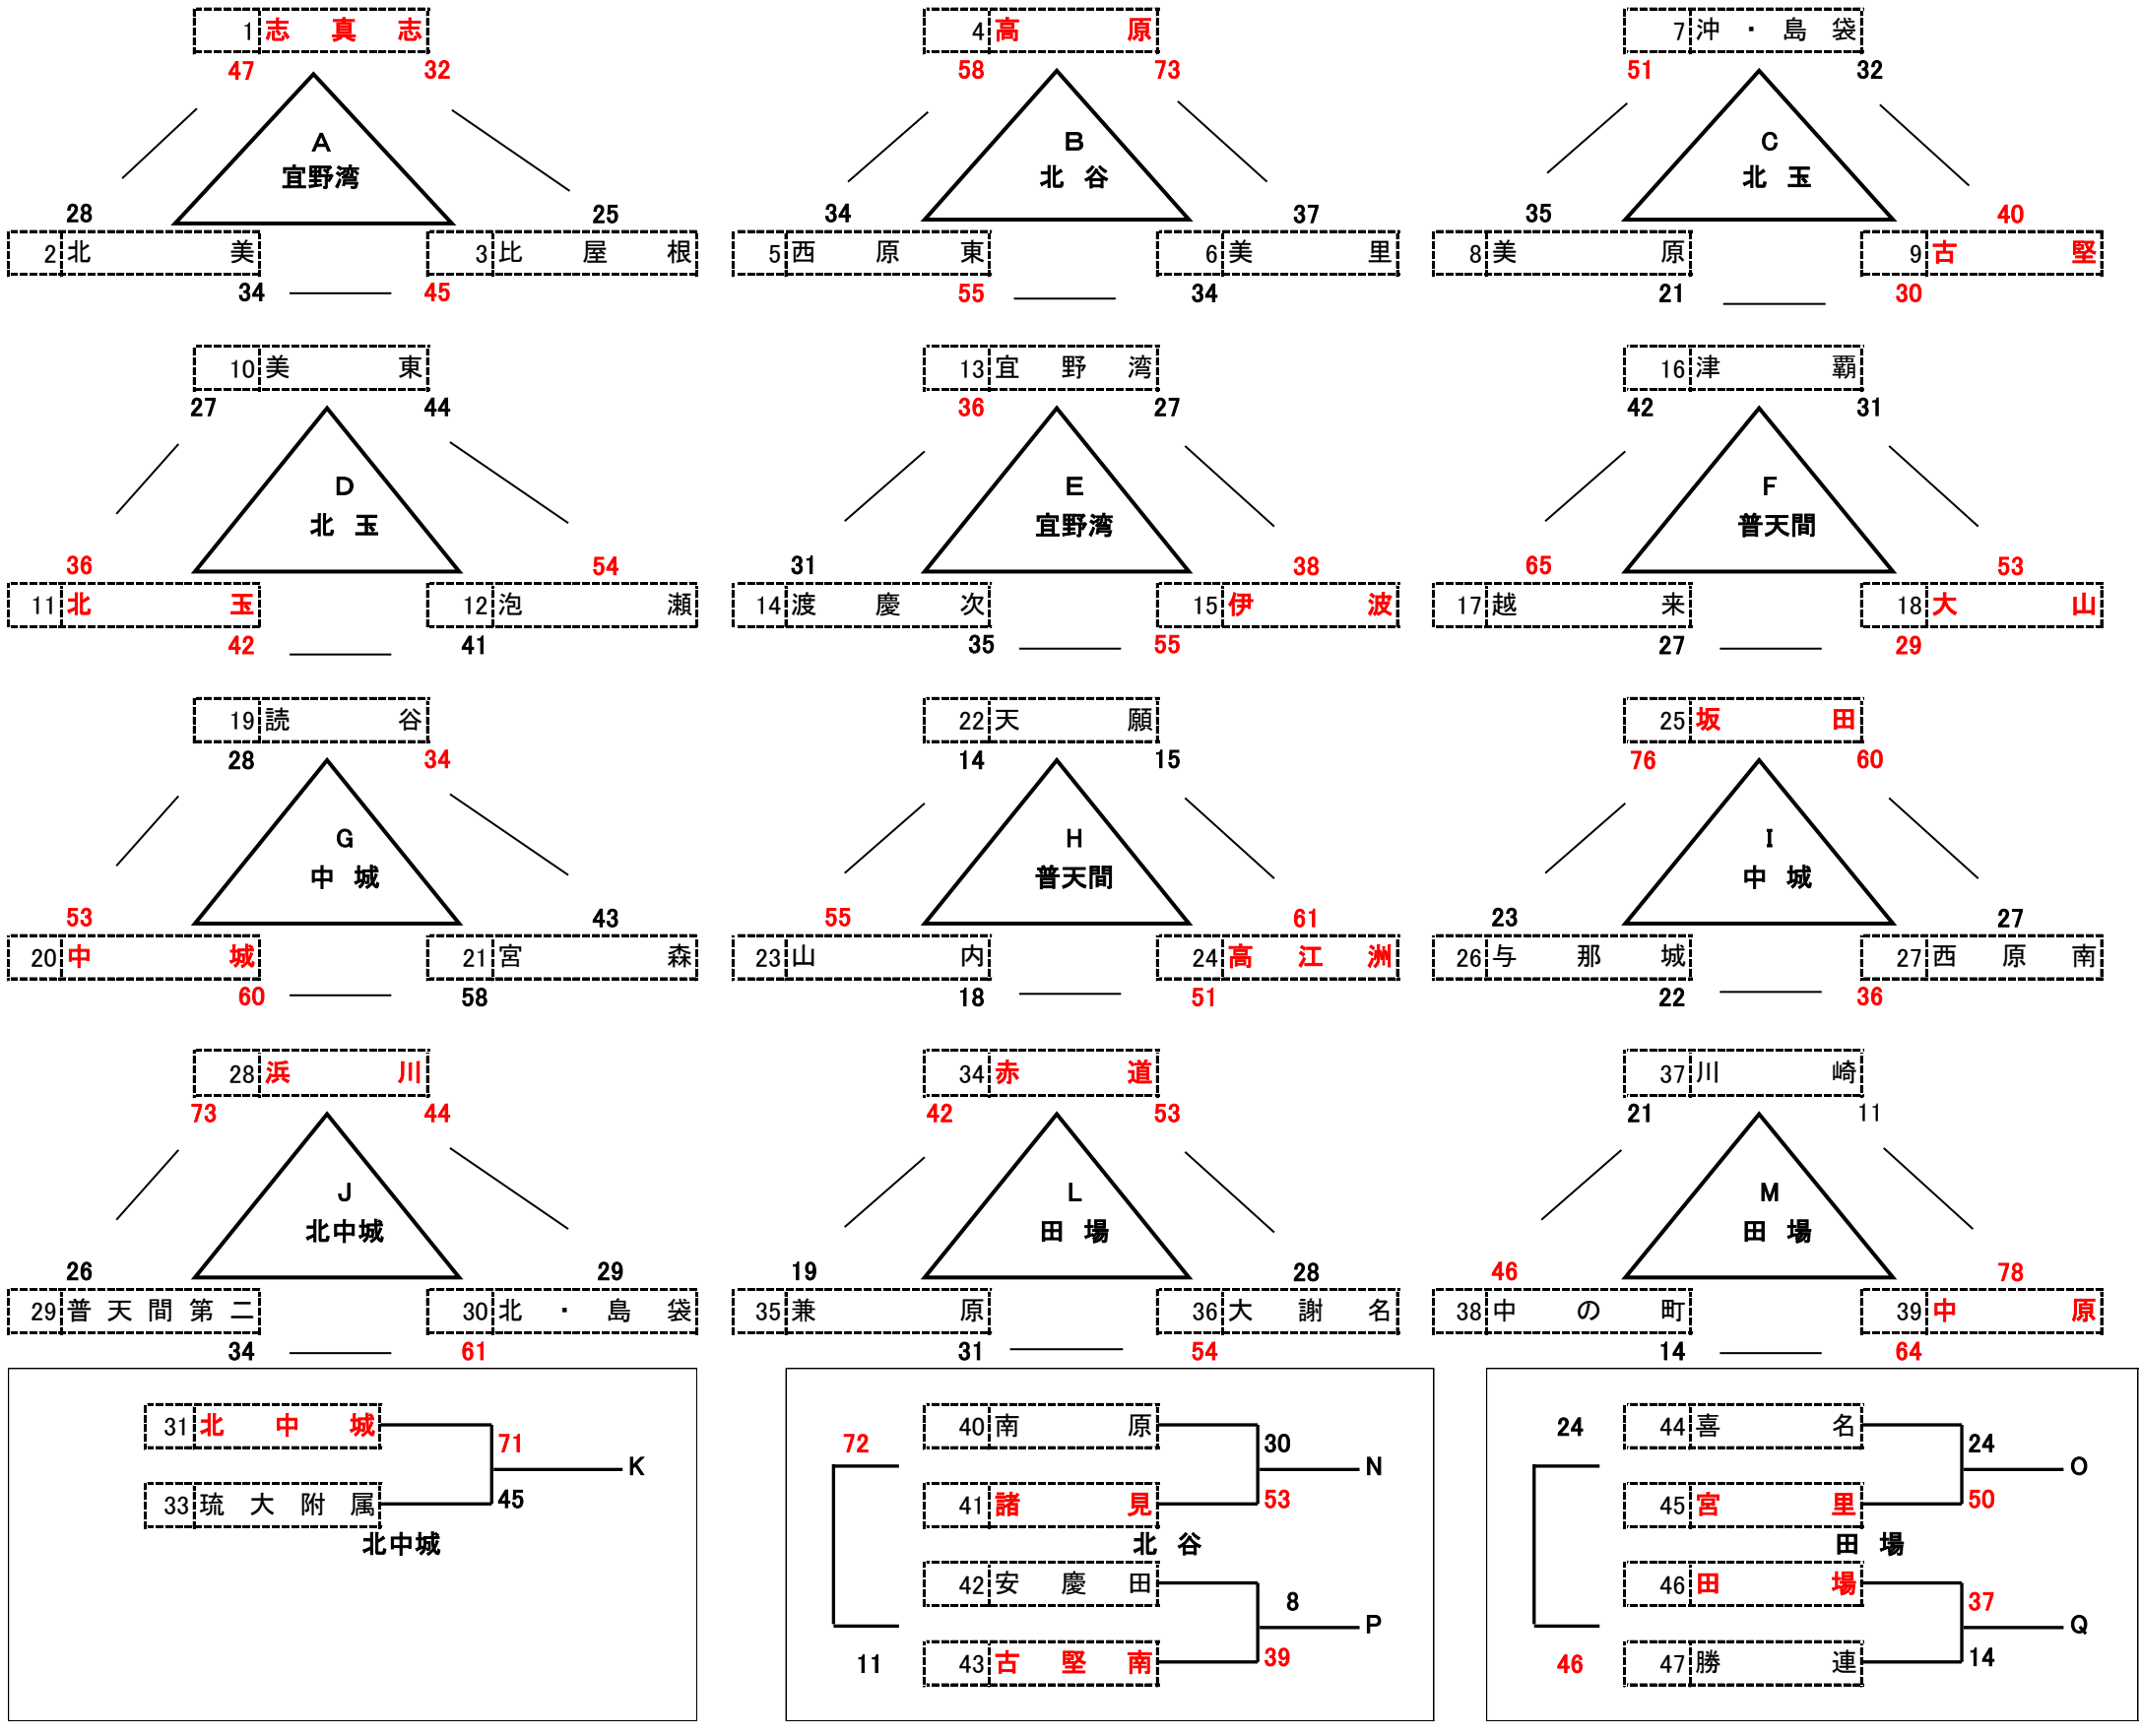 1 志真志 4 高原 7 沖・島袋
47 32 58 73 51 32
A B C
宜野湾 北谷 北玉
28 25 34 37 35 40
2 北美 3 比屋根 5 西原東 6 美里 8 美原 9 古堅
34 45 55 34 21 30
10 美東 13 宜野湾 16 津覇
27 44 36 27 42 31
D E F
北玉 宜野湾 普天間
36 54 31 38 65 53
11 北玉 12 泡瀬 14 渡慶次 15 伊波 17 越来 18 大山
42 41 35 55 27 29
19 読谷 22 天願 25 坂田
28 34 14 15 76 60
G H I
中城 普天間 中城
53 43 55 61 23 27
20 中城 21 宮森 23 山内 24 高江洲 26 与那城 27 西原南
60 58 18 51 22 36
28 浜川 34 赤道 37 川崎
73 44 42 53 21 11
J L M
北中城 田場 田場
26 29 19 28 46 78
29 普天間第二 30 北・島袋 35 兼原 36 大謝名 38 中の町 39 中原
34 61 31 54 14 64
31 北中城
71
K
33 琉大附属
45
北中城
40 南原
72 30
N
41 諸見
53
北谷
42 安慶田
8
P
11 43 古堅南 39
44 喜名
24 24
O
45 宮里
50
田場
46 田場
37
Q
46 47 勝連 14